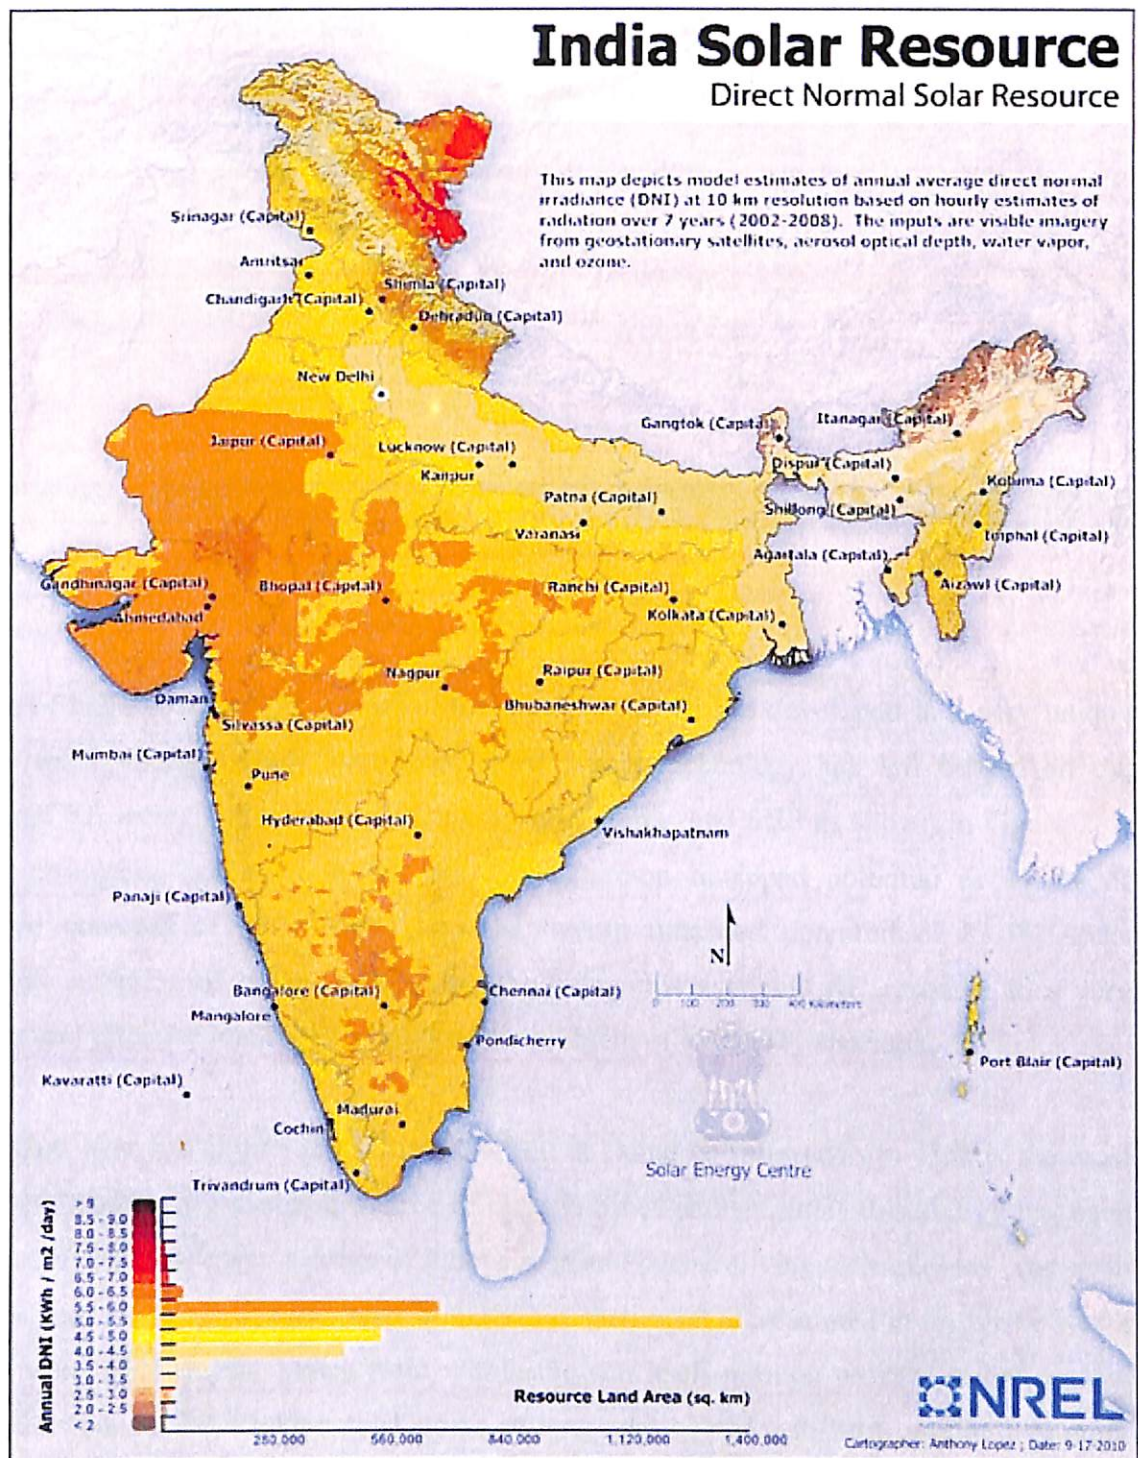 India Solar Resource
Direct Normal Solar Resource
This map depicts model estimates of annual average direct normal
irradiance (DNI) at 10 km resolution based on hourly estimates of
radiation over 7 years (2002-2008). The inputs are visible imagery
from geostationary satellites, aerosol optical depth, water vapor,
and ozone.
Srinagar (Capital)
Amritsar
Shimla (Capital)
Chandigarh (Capital)
Dehradun (Capital)
New Delhi
Gangtok (Capital)
Itanagar (Capital)
Jaipur (Capital)
Lucknow (Capital)
Kanpur
Dispur (Capital)
Kohima (Capital)
Patna (Capital)
Shillong (Capital)
Varanasi
Imphal (Capital)
Agartala (Capital)
Gandhinagar (Capital)
Bhopal (Capital)
Ranchi (Capital)
Aizawl (Capital)
Ahmedabad
Kolkata (Capital)
Nagpur
Raipur (Capital)
Daman
Bhubaneshwar (Capital)
Silvassa (Capital)
Mumbai (Capital)
Pune
Hyderabad (Capital)
Vishakhapatnam
Panaji (Capital)
N
Bangalore (Capital)
Chennai (Capital)
0 100 200 300 400 Kilometers
Mangalore
Pondicherry
Port Blair (Capital)
Kavaratti (Capital)
Madurai
Cochin
Solar Energy Centre
Trivandrum (Capital)
Annual DNI (KWh / m2 /day)
> 9
8.5 - 9.0
8.0 - 8.5
7.5 - 8.0
7.0 - 7.5
6.5 - 7.0
6.0 - 6.5
5.5 - 6.0
5.0 - 5.5
4.5 - 5.0
4.0 - 4.5
3.5 - 4.0
3.0 - 3.5
2.5 - 3.0
2.0 - 2.5
< 2
Resource Land Area (sq. km)
280,000 560,000 840,000 1,120,000 1,400,000
NREL
NATIONAL RENEWABLE ENERGY LABORATORY
Cartographer: Anthony Lopez ; Date: 9-17-2010